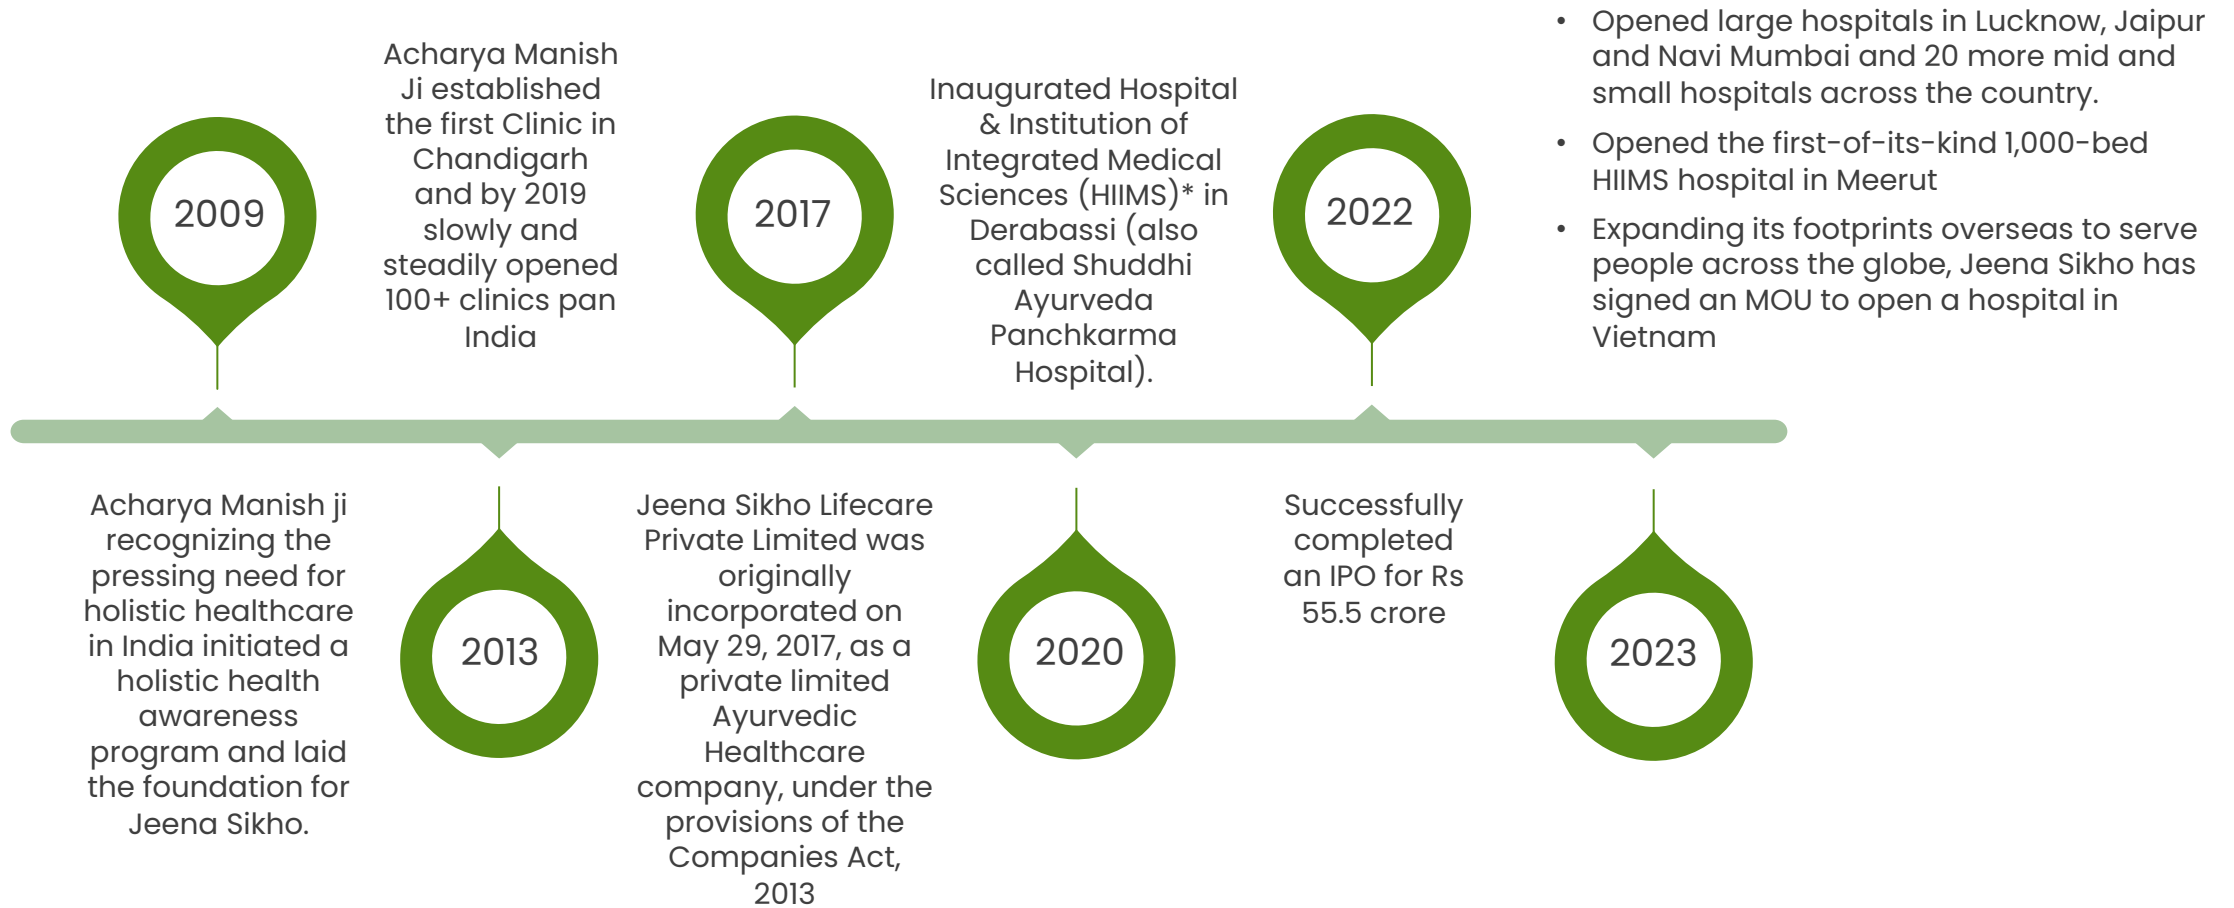 2009
Acharya Manish ji
recognizing the
pressing need for
holistic healthcare
in India initiated a
holistic health
awareness
program and laid
the foundation for
Jeena Sikho.
Acharya Manish
Ji established
the first Clinic in
Chandigarh
and by 2019
slowly and
steadily opened
100+ clinics pan
India
2013
2017
Jeena Sikho Lifecare
Private Limited was
originally
incorporated on
May 29, 2017, as a
private limited
Ayurvedic
Healthcare
company, under the
provisions of the
Companies Act,
2013
Inaugurated Hospital
& Institution of
Integrated Medical
Sciences (HIIMS)* in
Derabassi (also
called Shuddhi
Ayurveda
Panchkarma
Hospital).
2020
2022
Successfully
completed
an IPO for Rs
55.5 crore
• Opened large hospitals in Lucknow, Jaipur
and Navi Mumbai and 20 more mid and
small hospitals across the country.
• Opened the first-of-its-kind 1,000-bed
HIIMS hospital in Meerut
• Expanding its footprints overseas to serve
people across the globe, Jeena Sikho has
signed an MOU to open a hospital in
Vietnam
2023